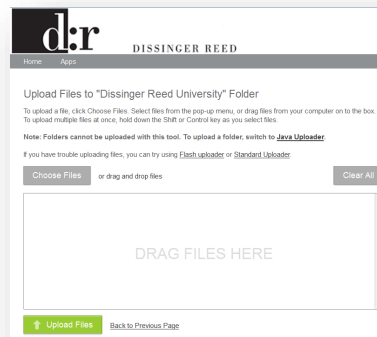 d:r
DISSINGER REED
Home Apps
Upload Files to "Dissinger Reed University" Folder
To upload a file, click Choose Files. Select files from the pop-up menu, or drag files from your computer on to the box.
To upload multiple files at once, hold down the Shift or Control key as you select files.
Note: Folders cannot be uploaded with this tool. To upload a folder, switch to Java Uploader.
If you have trouble uploading files, you can try using Flash uploader or Standard Uploader.
Choose Files or drag and drop files Clear All
DRAG FILES HERE
Upload Files Back to Previous Page